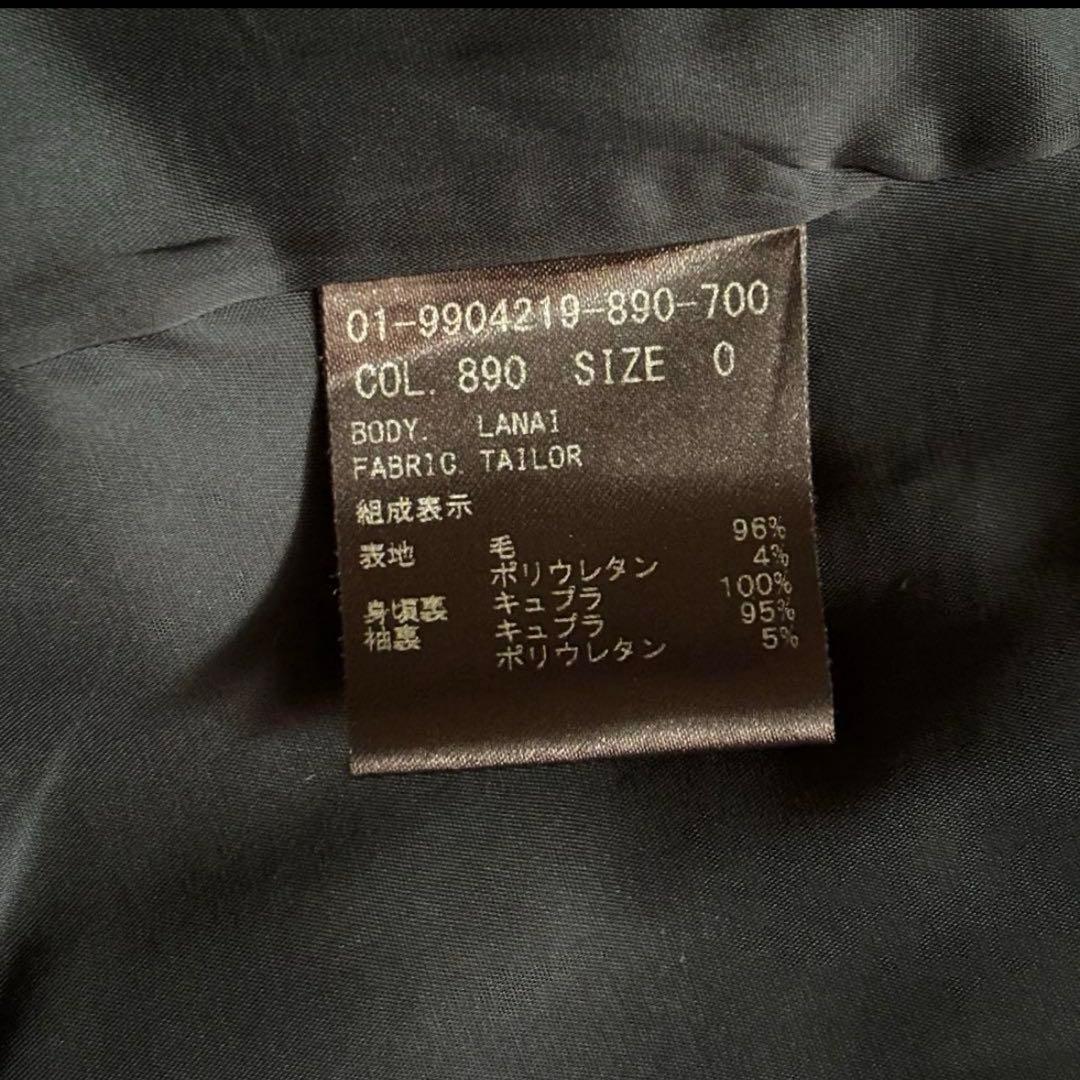 01-9904219-890-700
COL. 890 SIZE 0
BODY. LANAI
FABRIC. TAILOR
組成表示
表地 毛 96%
ポリウレタン 4%
身頃裏 キュプラ 100%
袖裏 キュプラ 95%
ポリウレタン 5%